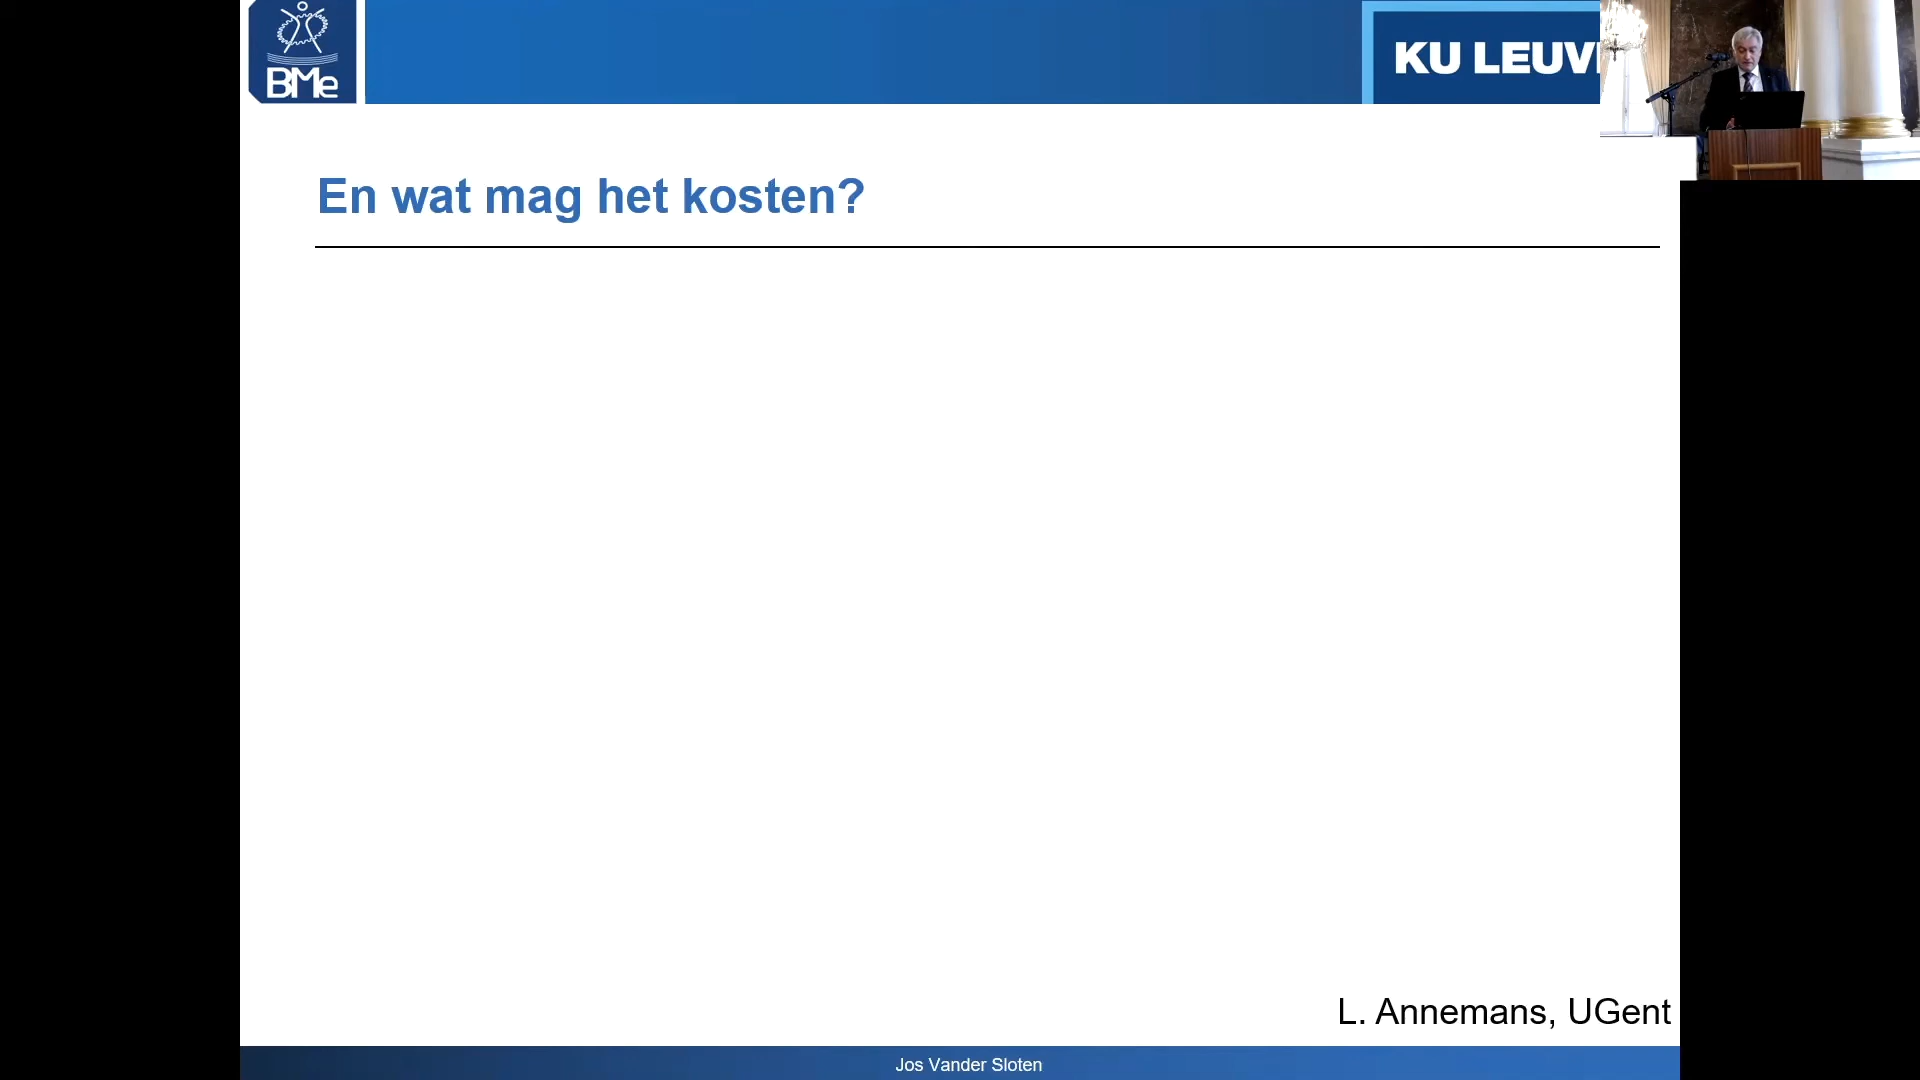 BMe
KU LEUV
En wat mag het kosten?
L. Annemans, UGent
Jos Vander Sloten